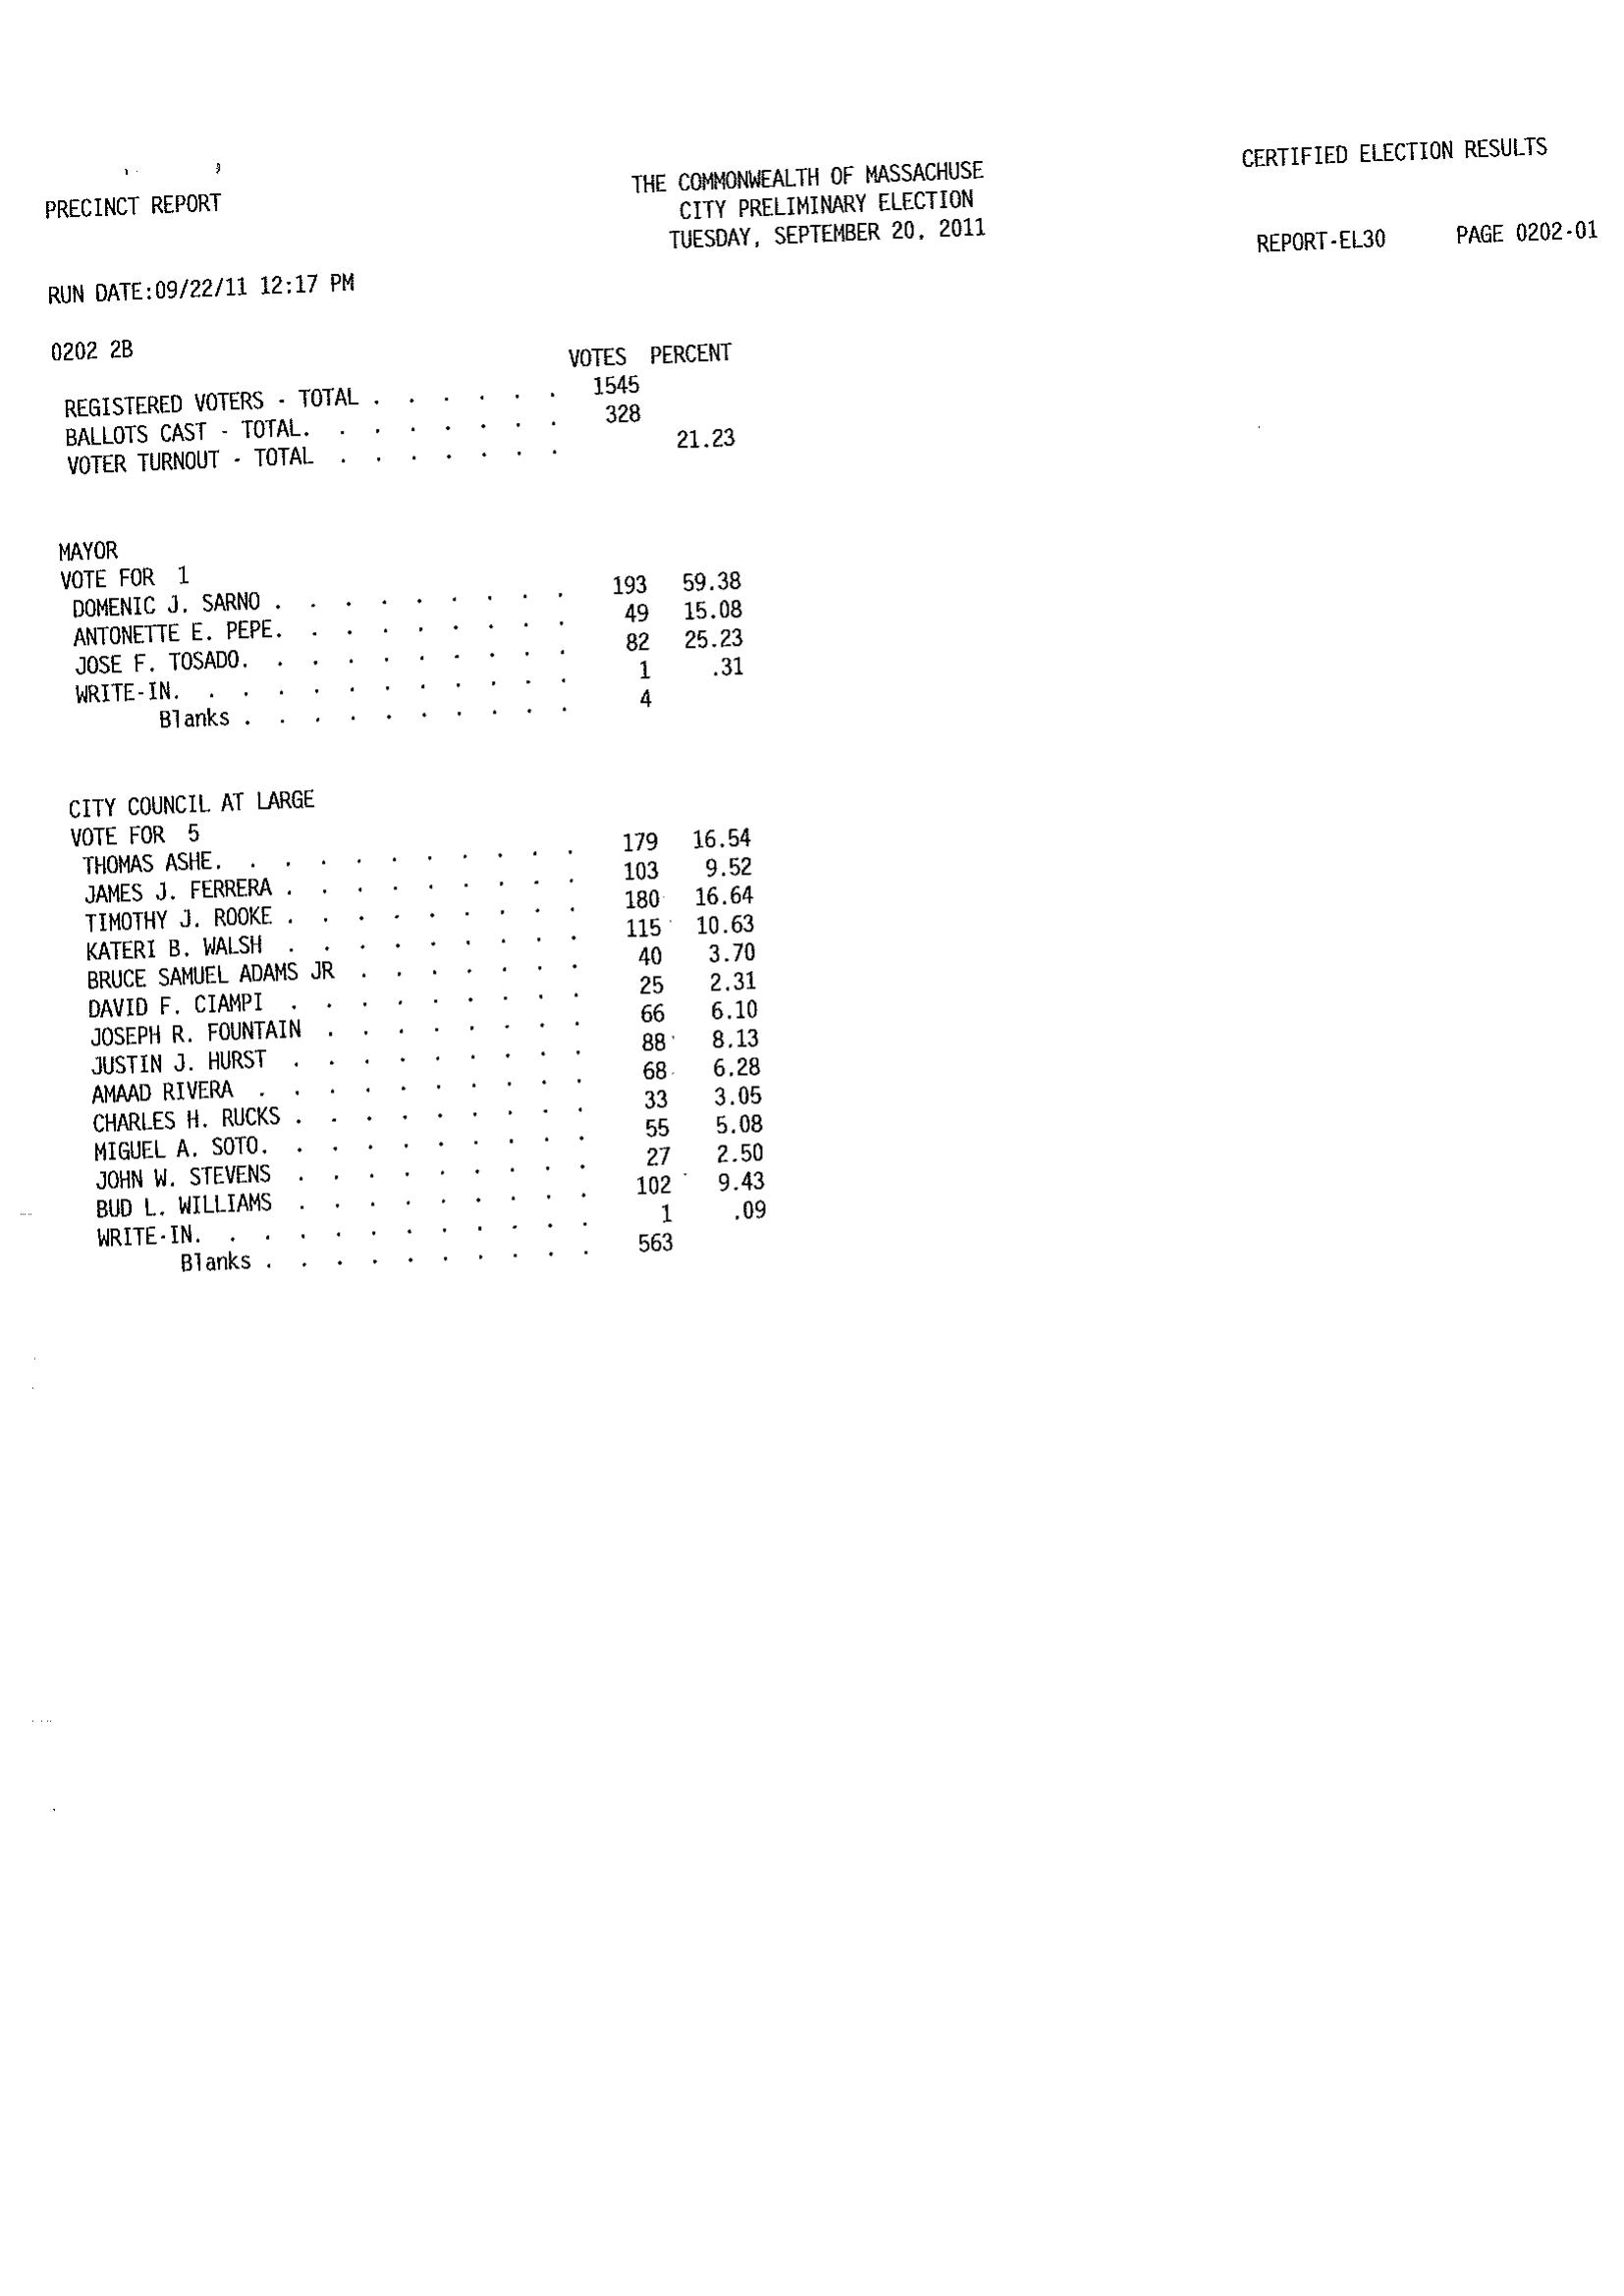 CERTIFIED ELECTION RESULTS
PRECINCT REPORT THE COMMONWEALTH OF MASSACHUSE
CITY PRELIMINARY ELECTION
TUESDAY, SEPTEMBER 20, 2011
REPORT-EL30 PAGE 0202-01
RUN DATE:09/22/11 12:17 PM
0202 2B
VOTES PERCENT
REGISTERED VOTERS - TOTAL . . . . . . 1545
BALLOTS CAST - TOTAL. . . . . . . . 328
VOTER TURNOUT - TOTAL . . . . . . . 21.23
MAYOR
VOTE FOR 1
DOMENIC J. SARNO . . . . . . . . . 193 59.38
ANTONETTE E. PEPE. . . . . . . . . 49 15.08
JOSE F. TOSADO. . . . . . . . . . 82 25.23
WRITE-IN. . . . . . . . . . . . 1 .31
Blanks . . . . . . . . . . 4
CITY COUNCIL AT LARGE
VOTE FOR 5
THOMAS ASHE. . . . . . . . . . . 179 16.54
JAMES J. FERRERA . . . . . . . . . 103 9.52
TIMOTHY J. ROOKE . . . . . . . . . 180 16.64
KATERI B. WALSH . . . . . . . . . 115 10.63
BRUCE SAMUEL ADAMS JR . . . . . . . 40 3.70
DAVID F. CIAMPI . . . . . . . . . 25 2.31
JOSEPH R. FOUNTAIN . . . . . . . . 66 6.10
JUSTIN J. HURST . . . . . . . . . 88 8.13
AMAAD RIVERA . . . . . . . . . . 68 6.28
CHARLES H. RUCKS . . . . . . . . . 33 3.05
MIGUEL A. SOTO. . . . . . . . . . 55 5.08
JOHN W. STEVENS . . . . . . . . . 27 2.50
BUD L. WILLIAMS . . . . . . . . . 102 9.43
WRITE-IN. . . . . . . . . . . . 1 .09
Blanks . . . . . . . . . . 563